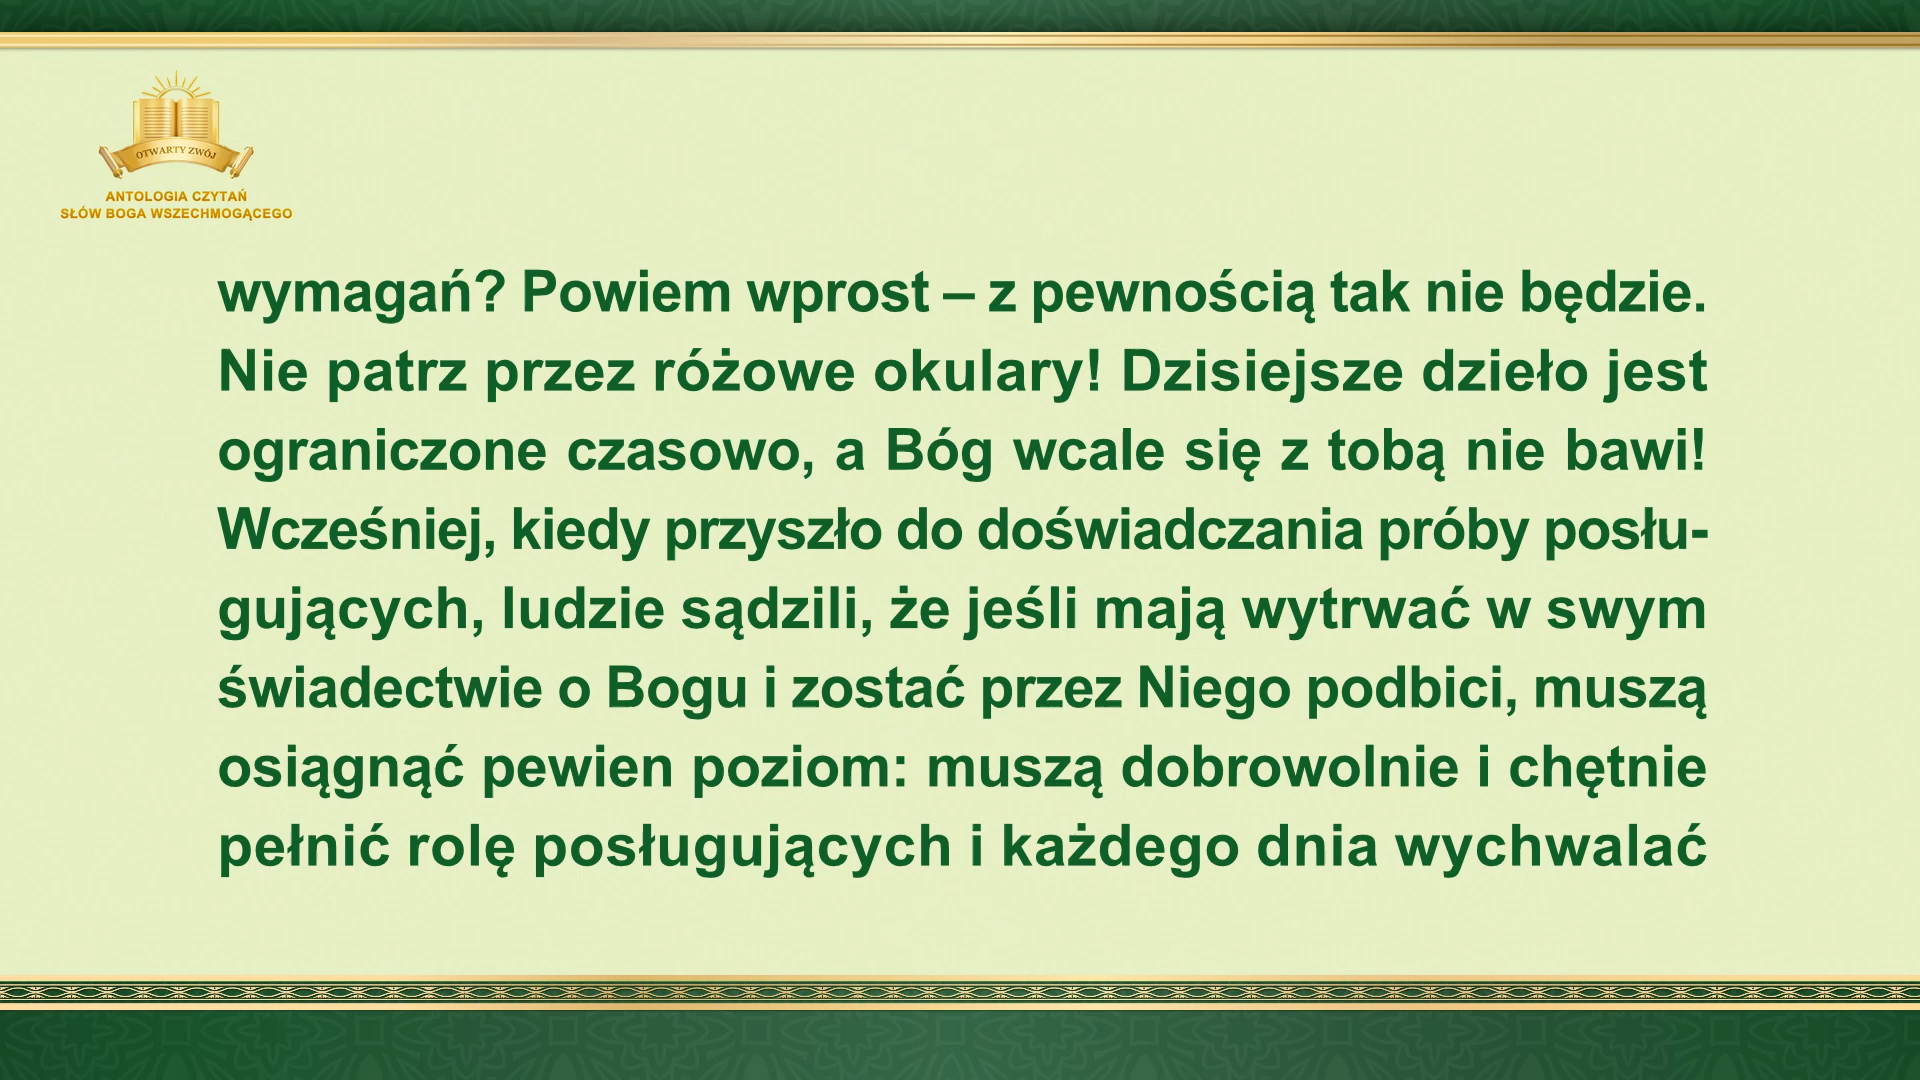 OTWARTY ZWÓJ
ANTOLOGIA CZYTAŃ
SŁÓW BOGA WSZECHMOGĄCEGO
wymagań? Powiem wprost – z pewnością tak nie będzie.
Nie patrz przez różowe okulary! Dzisiejsze dzieło jest
ograniczone czasowo, a Bóg wcale się z tobą nie bawi!
Wcześniej, kiedy przyszło do doświadczania próby posłu-
gujących, ludzie sądzili, że jeśli mają wytrwać w swym
świadectwie o Bogu i zostać przez Niego podbici, muszą
osiągnąć pewien poziom: muszą dobrowolnie i chętnie
pełnić rolę posługujących i każdego dnia wychwalać